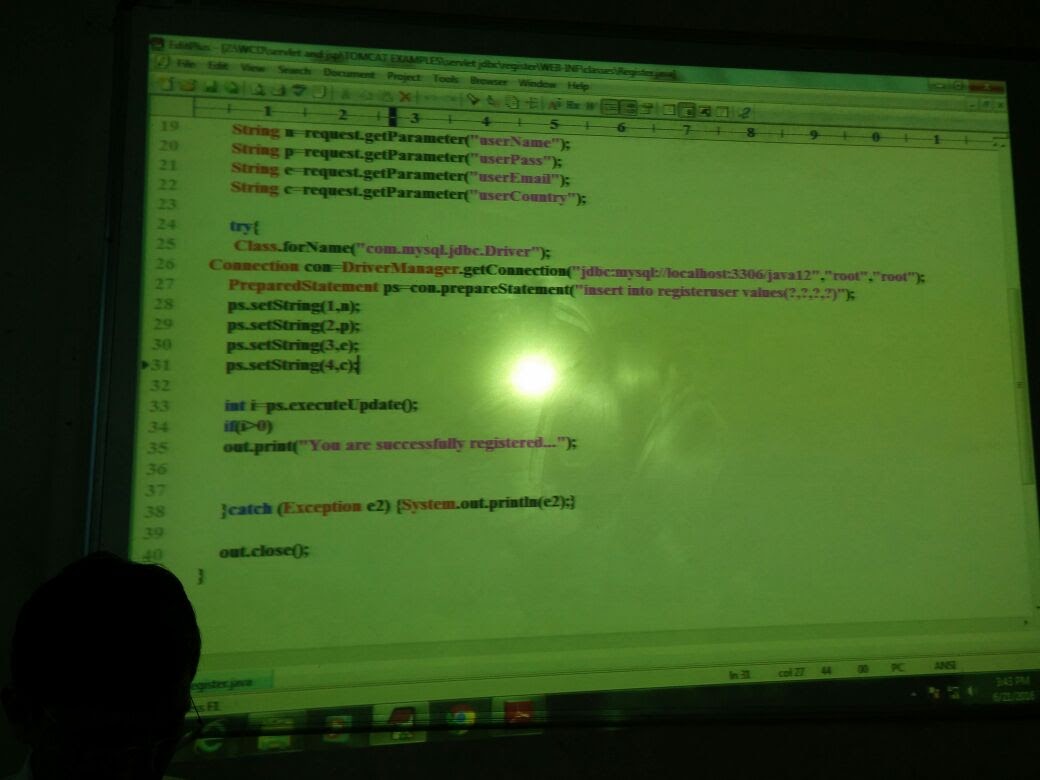 EditPlus - [Z:\WCD\servlet and jsp\TOMCAT EXAMPLES\servlet jdbc\register\WEB-INF\classes\Register.java]
File Edit View Search Document Project Tools Browser Window Help
1 2 3 4 5 6 7 8 9 0 1
19 String n=request.getParameter("userName");
20 String p=request.getParameter("userPass");
21 String e=request.getParameter("userEmail");
22 String c=request.getParameter("userCountry");
23
24 try{
25 Class.forName("com.mysql.jdbc.Driver");
26 Connection con=DriverManager.getConnection("jdbc:mysql://localhost:3306/java12","root","root");
27 PreparedStatement ps=con.prepareStatement("insert into registeruser values(?,?,?,?)");
28 ps.setString(1,n);
29 ps.setString(2,p);
30 ps.setString(3,e);
31 ps.setString(4,c);
32
33 int i=ps.executeUpdate();
34 if(i>0)
35 out.print("You are successfully registered...");
36
37
38 }catch (Exception e2) {System.out.println(e2);}
39
40 out.close();
}
egister.java
ln 31 col 27 44 00 PC ANSI
3:43 PM
6/21/2016